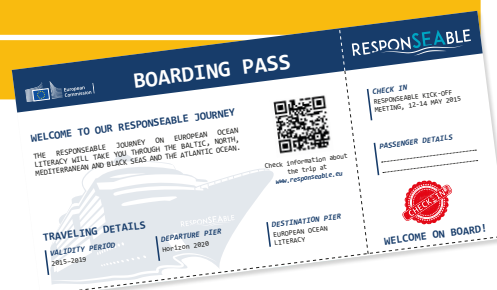 European
Commission
BOARDING PASS
RESPONSEABLE
WELCOME TO OUR RESPONSEABLE JOURNEY
THE RESPONSEABLE JOURNEY ON EUROPEAN OCEAN
LITERACY WILL TAKE YOU THROUGH THE BALTIC, NORTH,
MEDITERRANEAN AND BLACK SEAS AND THE ATLANTIC OCEAN.
Check information about
the trip at
www.responseable.eu
CHECK IN
RESPONSEABLE KICK-OFF
MEETING, 12-14 MAY 2015
PASSENGER DETAILS
RESPONSEABLE
TRAVELING DETAILS
VALIDITY PERIOD
2015-2019
DEPARTURE PIER
Horizon 2020
DESTINATION PIER
EUROPEAN OCEAN
LITERACY
CHECK-IN
WELCOME ON BOARD!